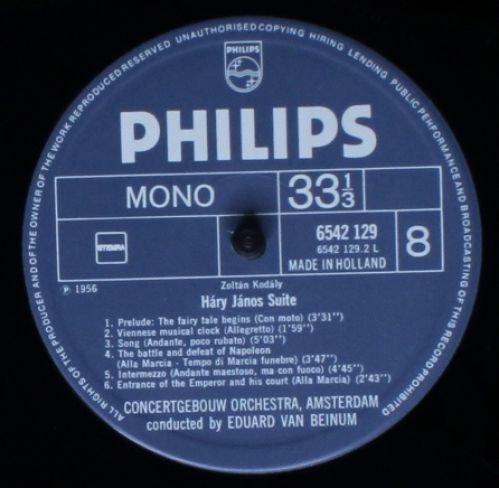 ALL RIGHTS OF THE PRODUCER AND OF THE OWNER OF THE WORK REPRODUCED RESERVED UNAUTHORISED COPYING HIRING LENDING PUBLIC PERFORMANCE AND BROADCASTING OF THIS RECORD PROHIBITED
PHILIPS
PHILIPS
MONO
33 1/3
STEMRA
6542 129
6542 129.2 L
MADE IN HOLLAND
8
℗ 1956
Zoltán Kodály
Háry János Suite
1. Prelude: The fairy tale begins (Con moto) (3'31'')
2. Viennese musical clock (Allegretto) (1'59'')
3. Song (Andante, poco rubato) (5'03'')
4. The battle and defeat of Napoleon
(Alla Marcia - Tempo di Marcia funebre) (3'47'')
5. Intermezzo (Andante maestoso, ma con fuoco) (4'45'')
6. Entrance of the Emperor and his court (Alla Marcia) (2'43'')
CONCERTGEBOUW ORCHESTRA, AMSTERDAM
conducted by EDUARD VAN BEINUM